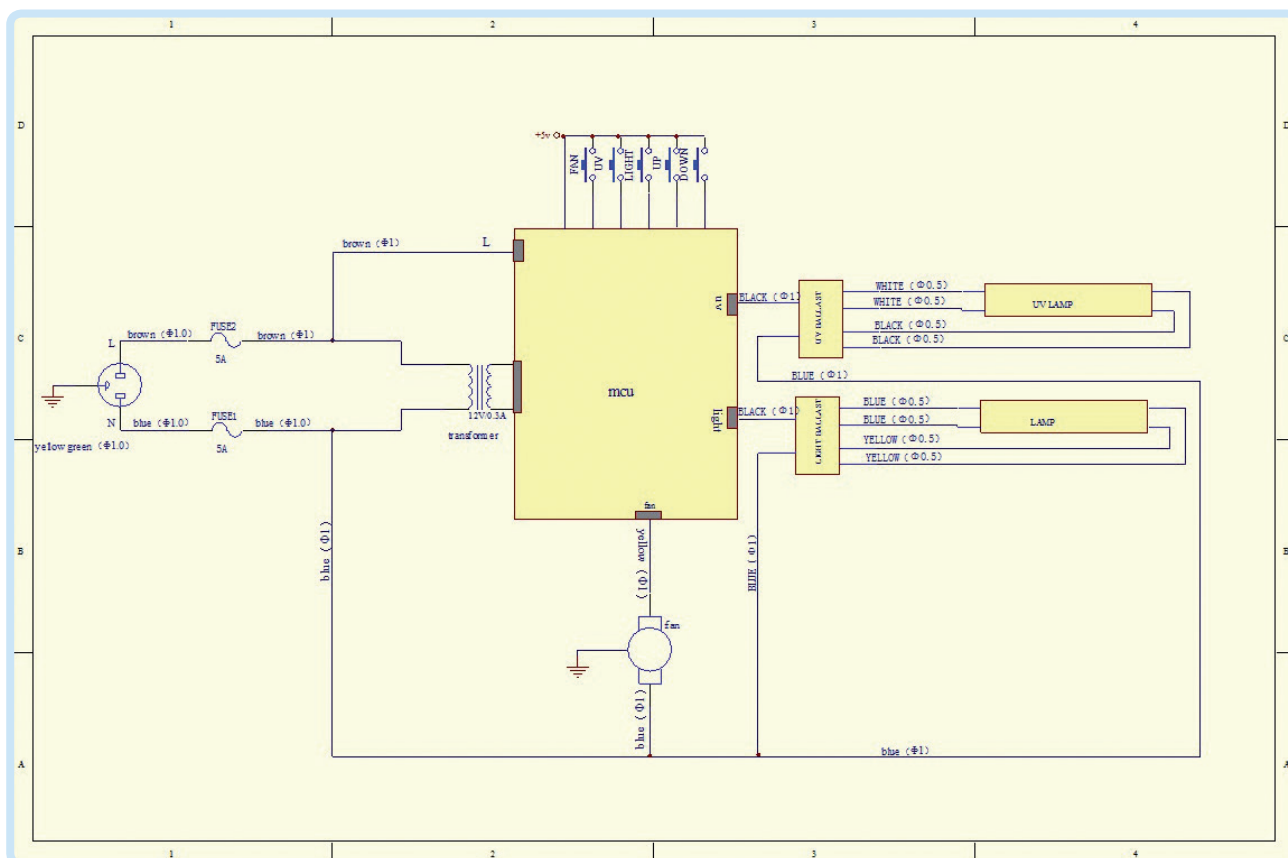 1 2 3 4
D D
+5v
FAN UV LIGHT UP DOWN
brown (Φ1) L
BLACK (Φ1) uv
UV BALLAST
WHITE (Φ0.5)
WHITE (Φ0.5)
BLACK (Φ0.5)
BLACK (Φ0.5)
UV LAMP
C C
L brown (Φ1.0) FUSE2 brown (Φ1)
5A
BLUE (Φ1)
mcu
N blue (Φ1.0) FUSE1 blue (Φ1.0)
5A
yellow green (Φ1.0)
12V/0.3A
transformer
light BLACK (Φ1)
LIGHT BALLAST
BLUE (Φ0.5)
BLUE (Φ0.5)
YELLOW (Φ0.5)
YELLOW (Φ0.5)
LAMP
fan
B B
blue (Φ1)
yellow (Φ1)
BLUE (Φ1)
fan
blue (Φ1)
blue (Φ1)
A A
1 2 3 4